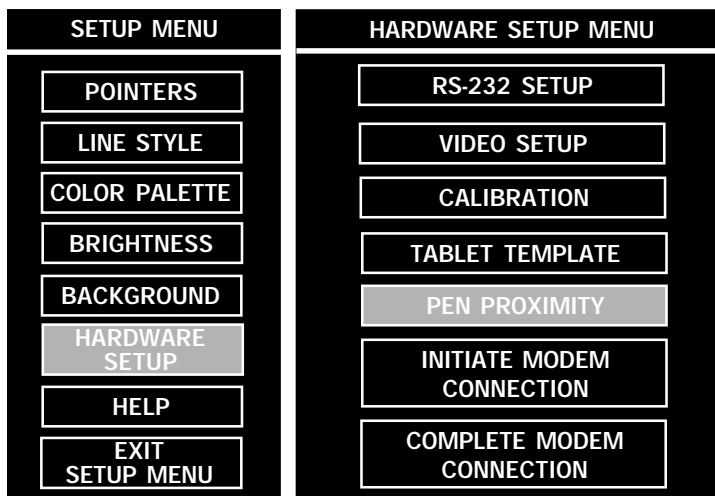 SETUP MENU
POINTERS
LINE STYLE
COLOR PALETTE
BRIGHTNESS
BACKGROUND
HARDWARE
SETUP
HELP
EXIT
SETUP MENU
HARDWARE SETUP MENU
RS-232 SETUP
VIDEO SETUP
CALIBRATION
TABLET TEMPLATE
PEN PROXIMITY
INITIATE MODEM
CONNECTION
COMPLETE MODEM
CONNECTION